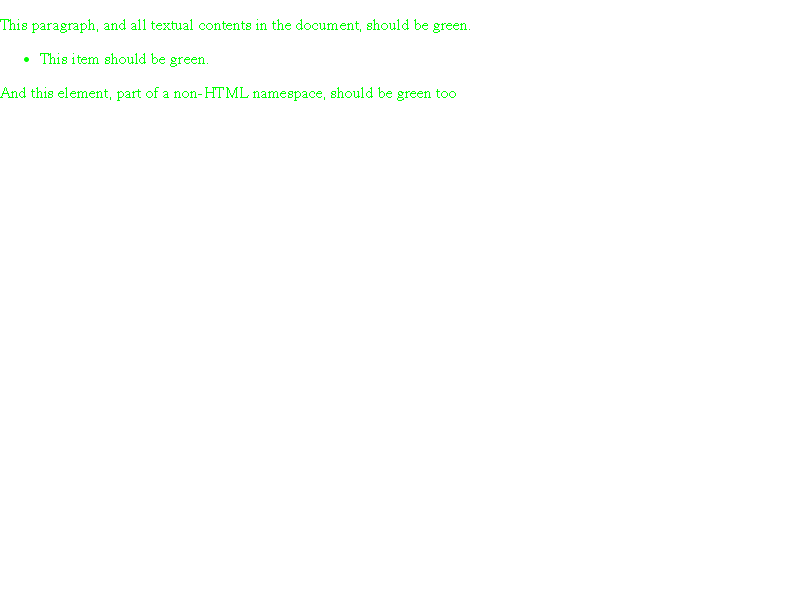 This paragraph, and all textual contents in the document, should be green.
• This item should be green.
And this element, part of a non-HTML namespace, should be green too